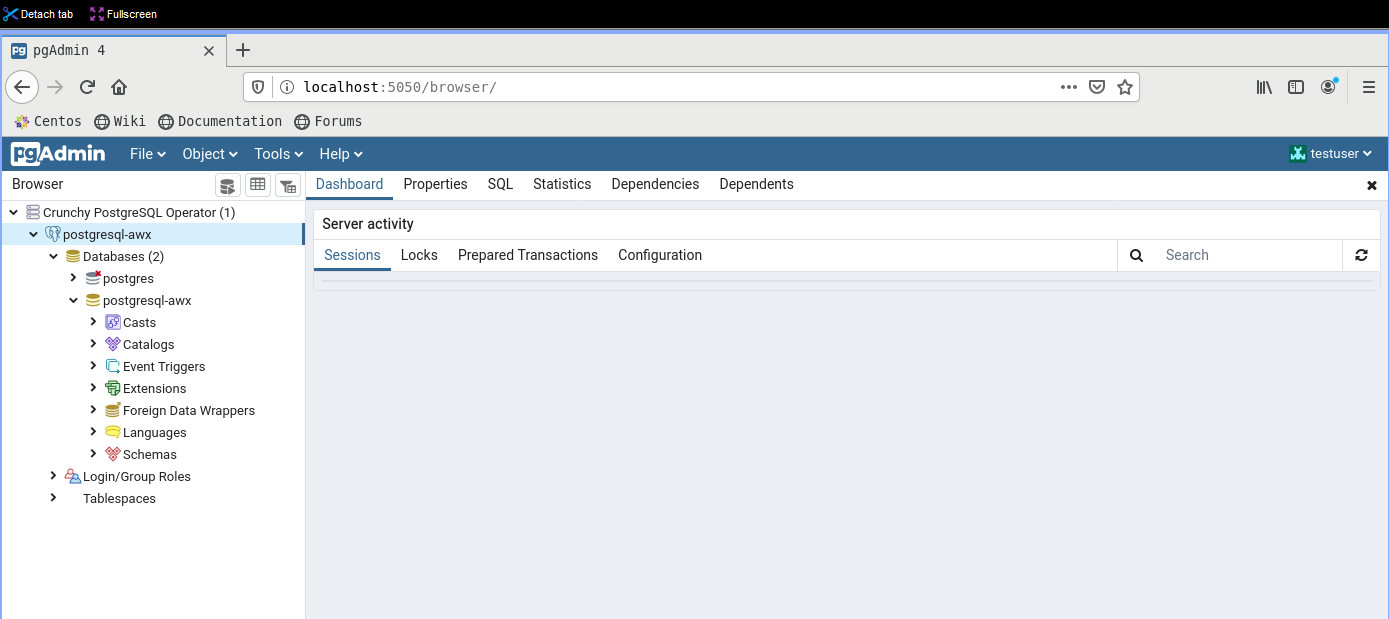 Detach tab Fullscreen
pgAdmin 4
localhost:5050/browser/
Centos Wiki Documentation Forums
pgAdmin File Object Tools Help testuser
Browser Dashboard Properties SQL Statistics Dependencies Dependents
Crunchy PostgreSQL Operator (1)
postgresql-awx
Databases (2)
postgres
postgresql-awx
Casts
Catalogs
Event Triggers
Extensions
Foreign Data Wrappers
Languages
Schemas
Login/Group Roles
Tablespaces
Server activity
Sessions Locks Prepared Transactions Configuration Search